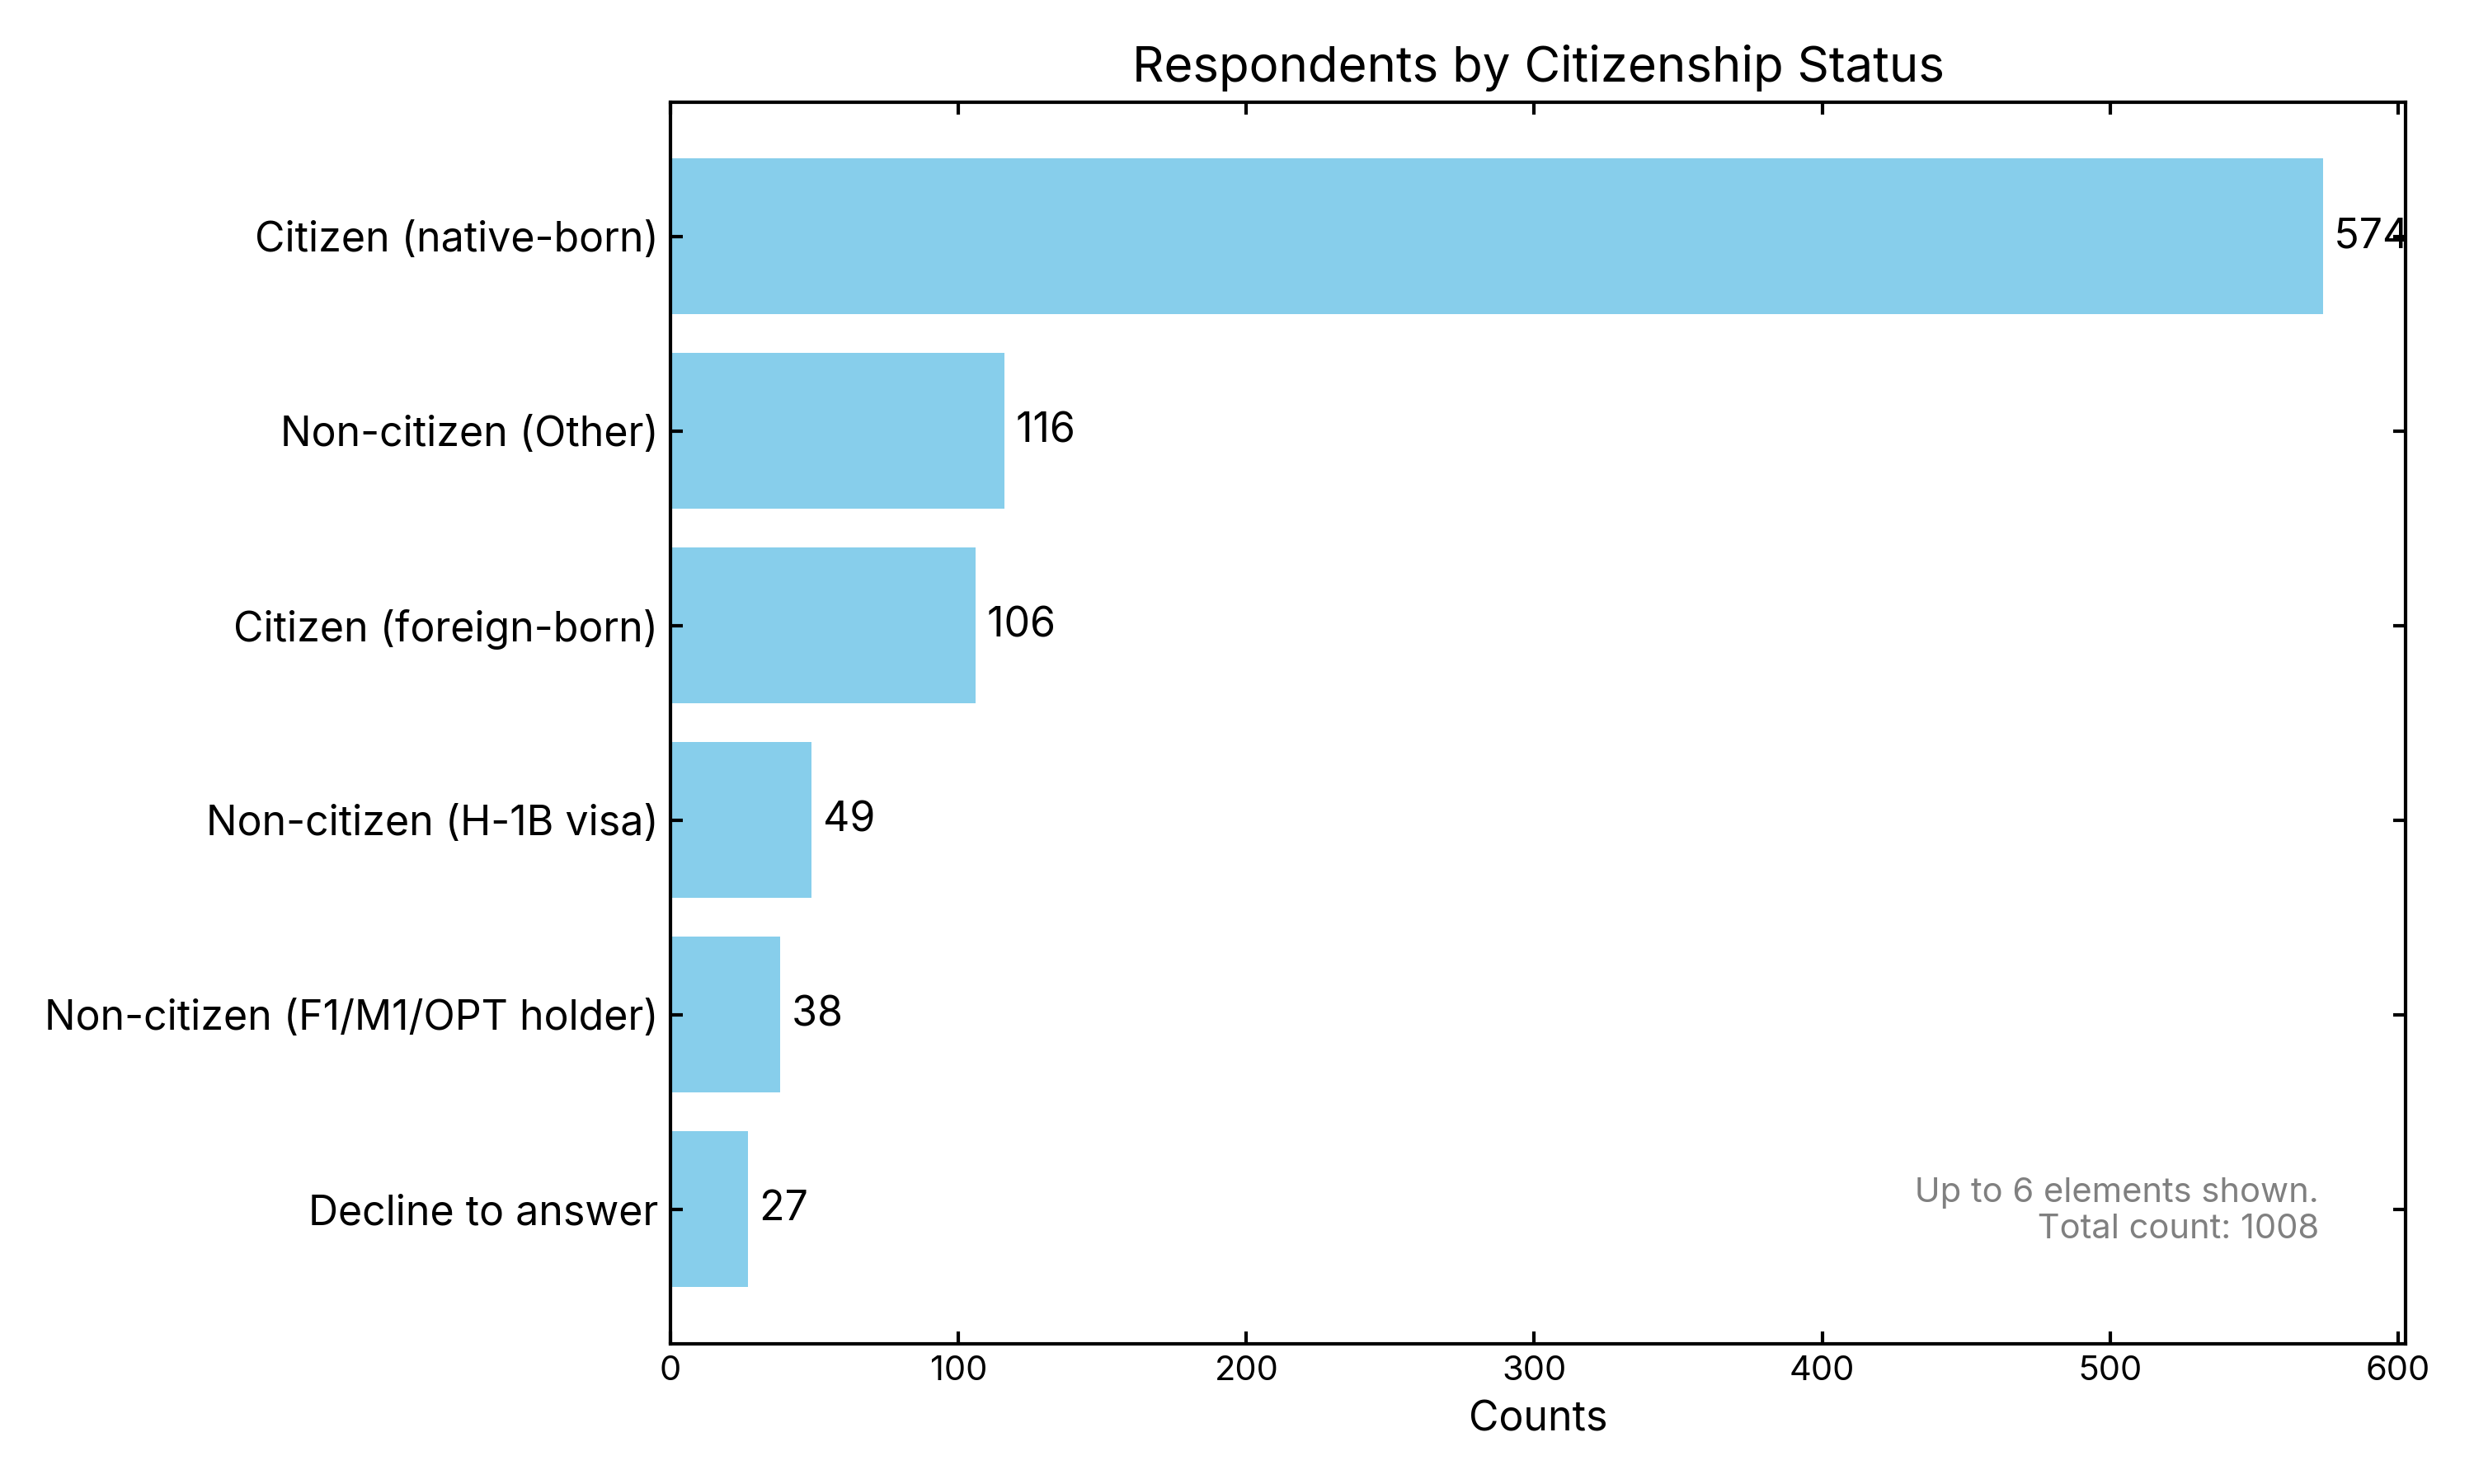 Respondents by Citizenship Status
Citizen (native-born)
574
Non-citizen (Other)
116
Citizen (foreign-born)
106
Non-citizen (H-1B visa)
49
Non-citizen (F1/M1/OPT holder)
38
Decline to answer
27
Up to 6 elements shown.
Total count: 1008
0 100 200 300 400 500 600
Counts